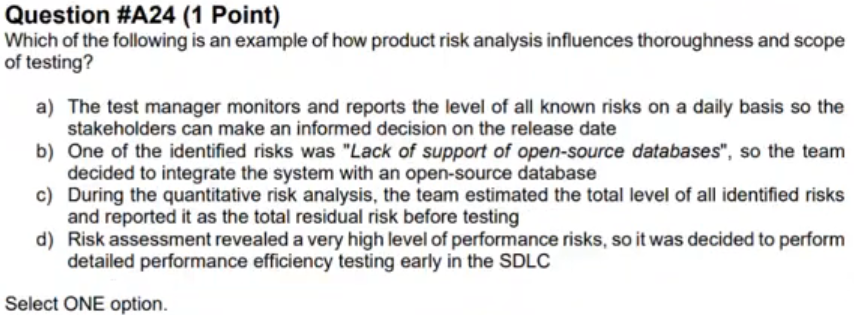 Question #A24 (1 Point)
Which of the following is an example of how product risk analysis influences thoroughness and scope
of testing?
a) The test manager monitors and reports the level of all known risks on a daily basis so the
stakeholders can make an informed decision on the release date
b) One of the identified risks was "Lack of support of open-source databases", so the team
decided to integrate the system with an open-source database
c) During the quantitative risk analysis, the team estimated the total level of all identified risks
and reported it as the total residual risk before testing
d) Risk assessment revealed a very high level of performance risks, so it was decided to perform
detailed performance efficiency testing early in the SDLC
Select ONE option.